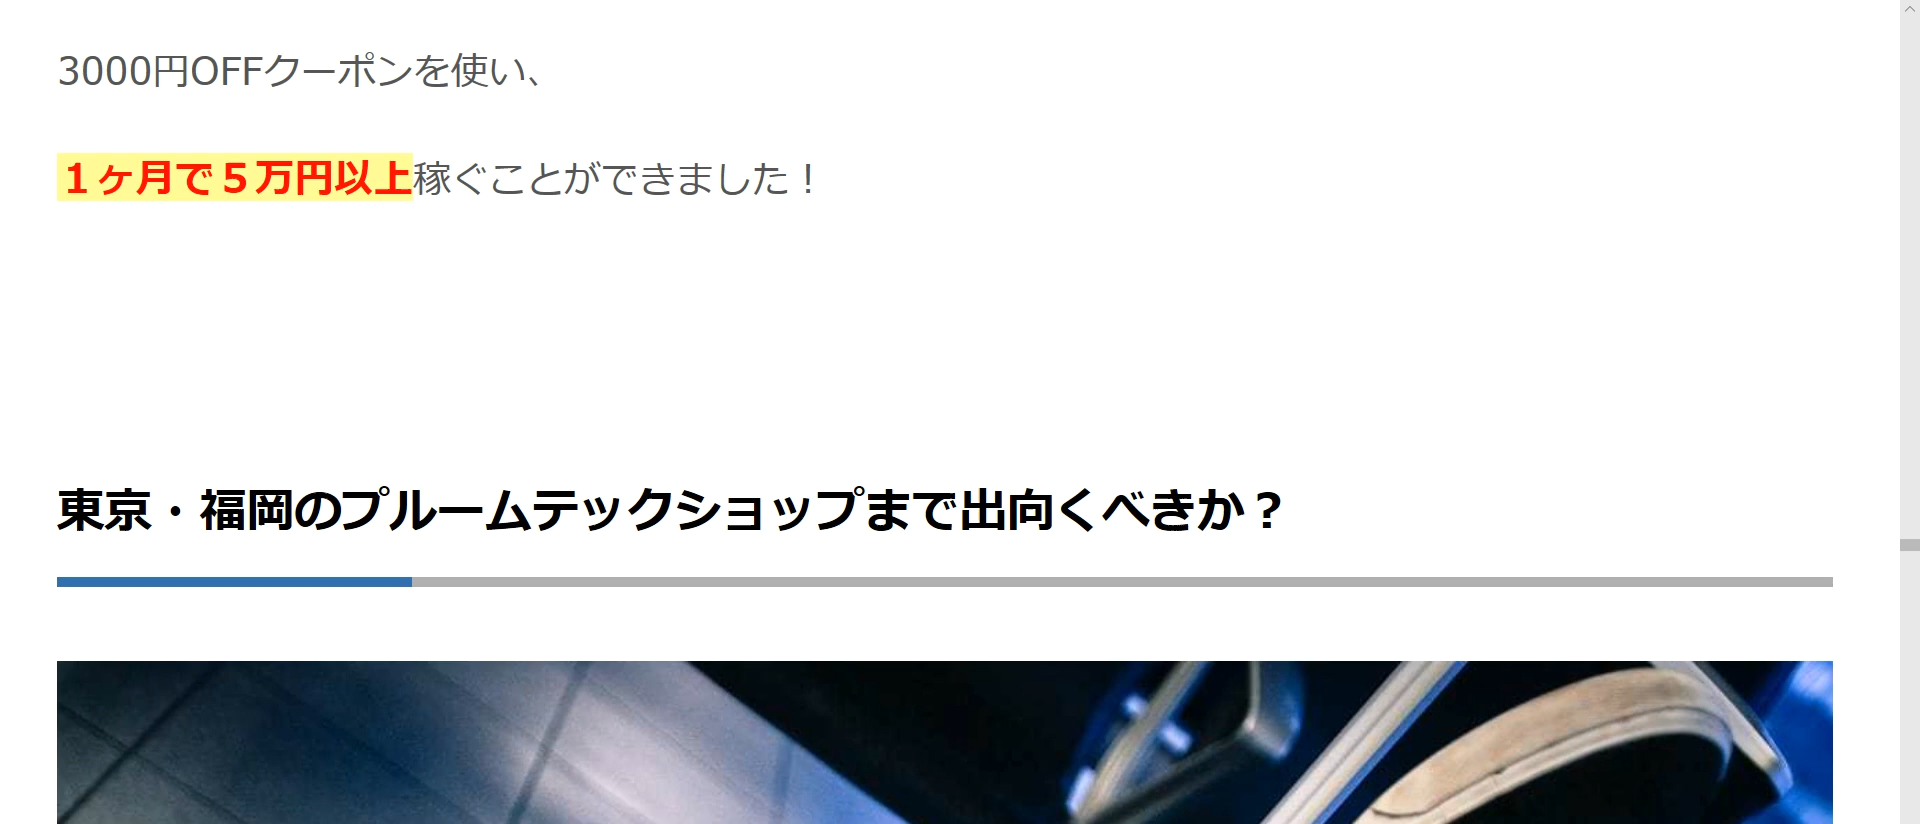 3000円OFFクーポンを使い、
１ヶ月で５万円以上稼ぐことができました！
東京・福岡のプルームテックショップまで出向くべきか？